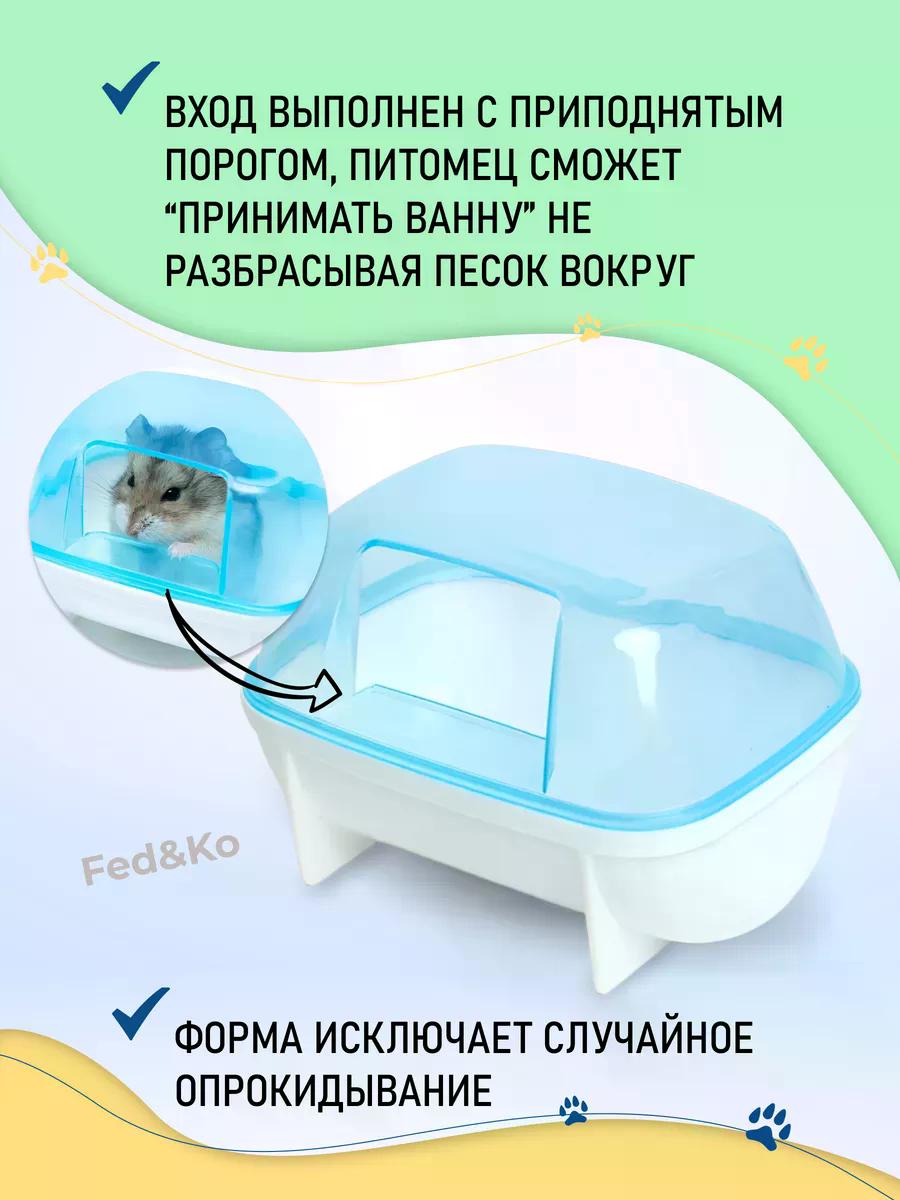 ВХОД ВЫПОЛНЕН С ПРИПОДНЯТЫМ
ПОРОГОМ, ПИТОМЕЦ СМОЖЕТ
“ПРИНИМАТЬ ВАННУ” НЕ
РАЗБРАСЫВАЯ ПЕСОК ВОКРУГ
Fed&Ko
ФОРМА ИСКЛЮЧАЕТ СЛУЧАЙНОЕ
ОПРОКИДЫВАНИЕ